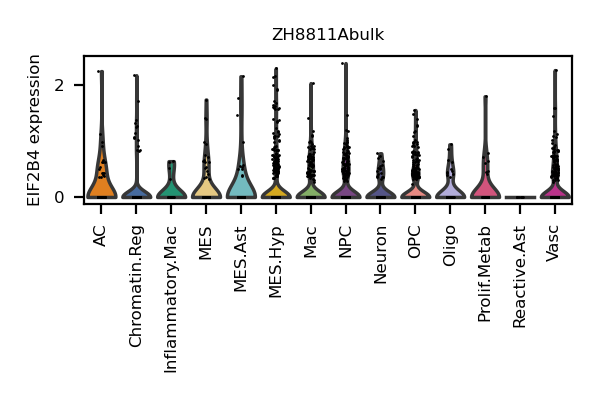 ZH8811Abulk
EIF2B4 expression
2
0
AC
Chromatin.Reg
Inflammatory.Mac
MES
MES.Ast
MES.Hyp
Mac
NPC
Neuron
OPC
Oligo
Prolif.Metab
Reactive.Ast
Vasc